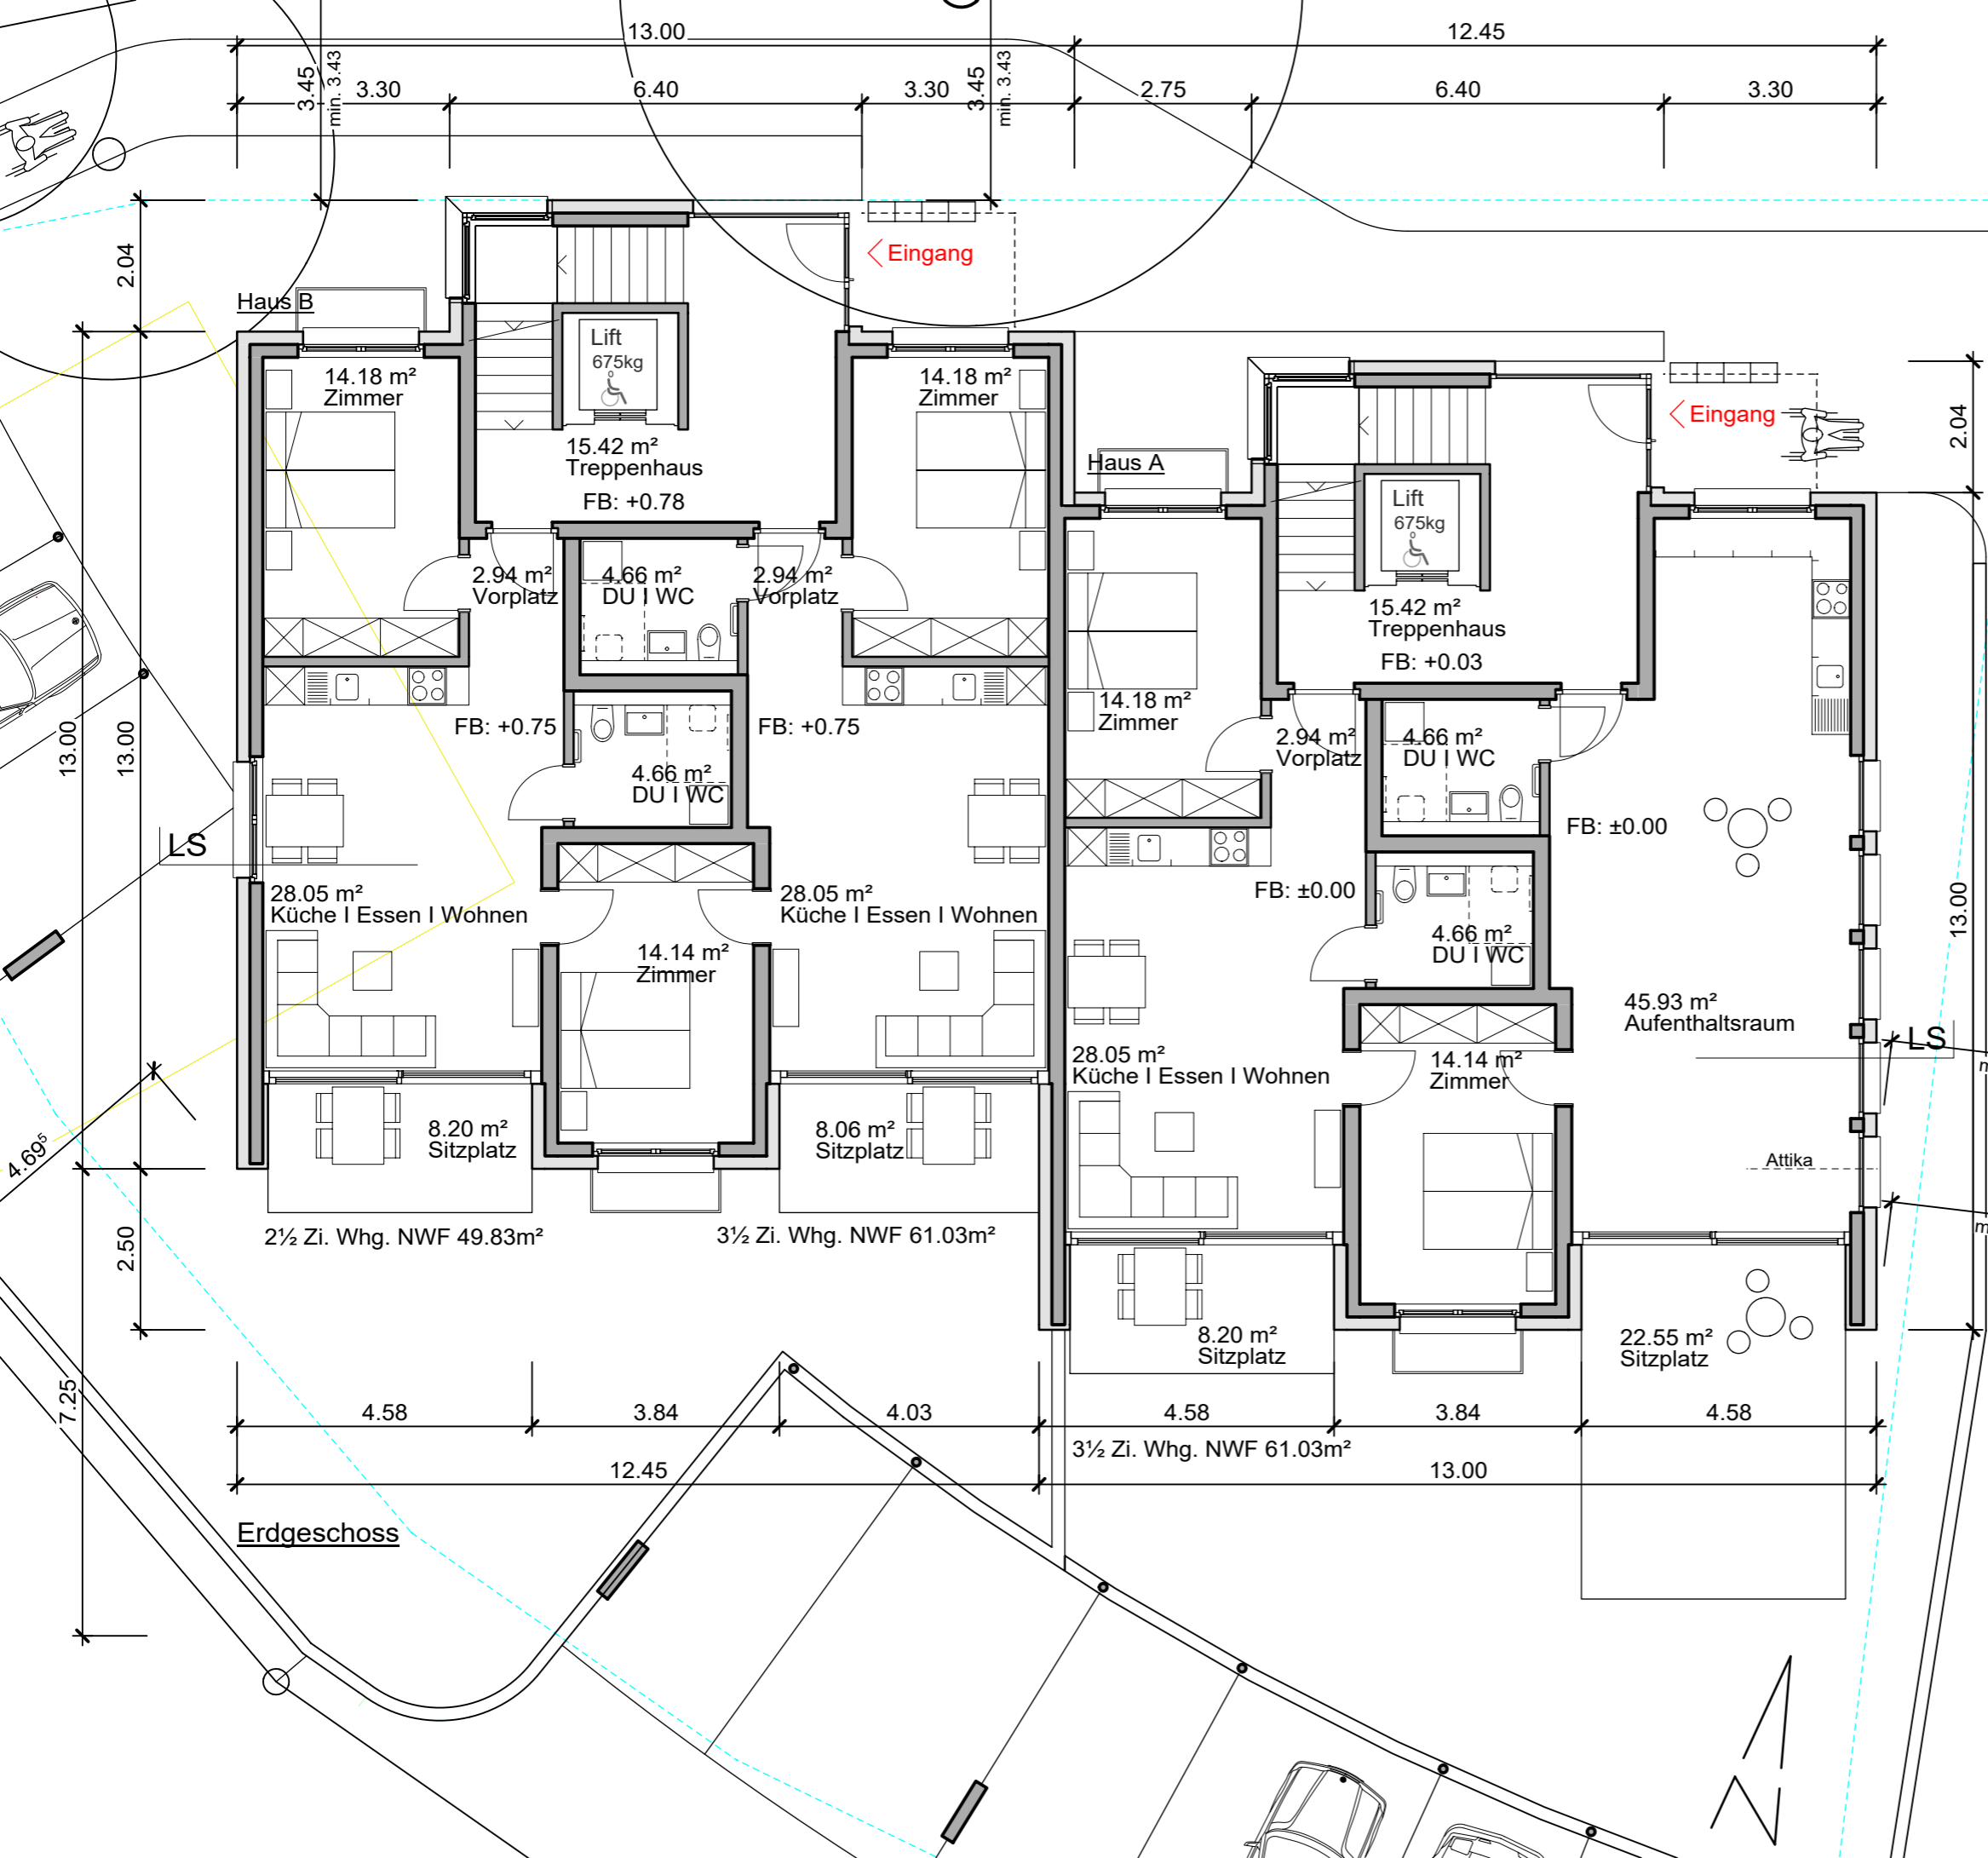 13.00
12.45
3.45
min. 3.43
3.30
6.40
3.30
3.45
min. 3.43
2.75
6.40
3.30
2.04
Eingang
Haus B
Lift
675kg
14.18 m²
Zimmer
14.18 m²
Zimmer
15.42 m²
Treppenhaus
FB: +0.78
Eingang
2.04
Haus A
Lift
675kg
2.94 m²
Vorplatz
4.66 m²
DU I WC
2.94 m²
Vorplatz
15.42 m²
Treppenhaus
FB: +0.03
14.18 m²
Zimmer
FB: +0.75
FB: +0.75
2.94 m²
Vorplatz
4.66 m²
DU I WC
13.00
13.00
4.66 m²
DU I WC
FB: ±0.00
LS
28.05 m²
Küche I Essen I Wohnen
28.05 m²
Küche I Essen I Wohnen
FB: ±0.00
13.00
14.14 m²
Zimmer
4.66 m²
DU I WC
45.93 m²
Aufenthaltsraum
LS
28.05 m²
Küche I Essen I Wohnen
14.14 m²
Zimmer
m
4.69⁵
8.20 m²
Sitzplatz
8.06 m²
Sitzplatz
Attika
2.50
2½ Zi. Whg. NWF 49.83m²
3½ Zi. Whg. NWF 61.03m²
m
8.20 m²
Sitzplatz
22.55 m²
Sitzplatz
7.25
4.58
3.84
4.03
4.58
3.84
4.58
3½ Zi. Whg. NWF 61.03m²
12.45
13.00
Erdgeschoss